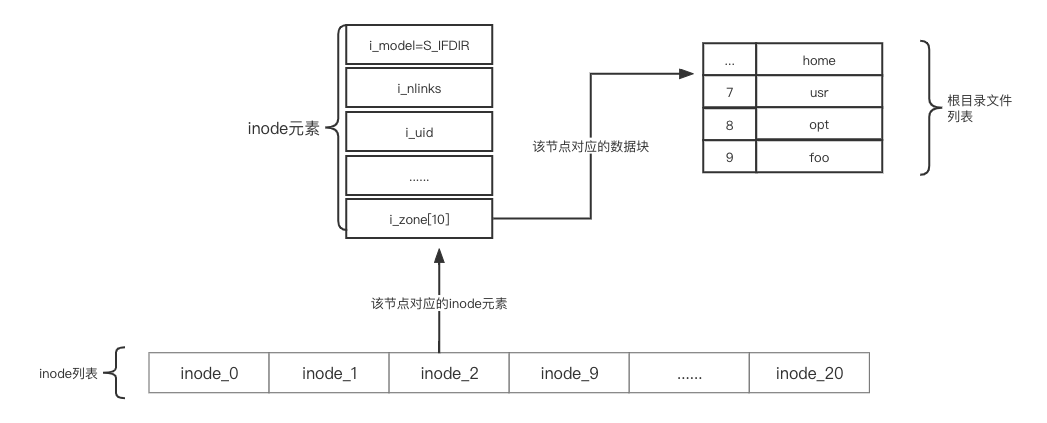 i_model=S_IFDIR
i_nlinks
inode元素
i_uid
......
i_zone[10]
... home
7 usr
8 opt
9 foo
根目录文件
列表
该节点对应的数据块
该节点对应的inode元素
inode列表
inode_0 inode_1 inode_2 inode_9 ...... inode_20